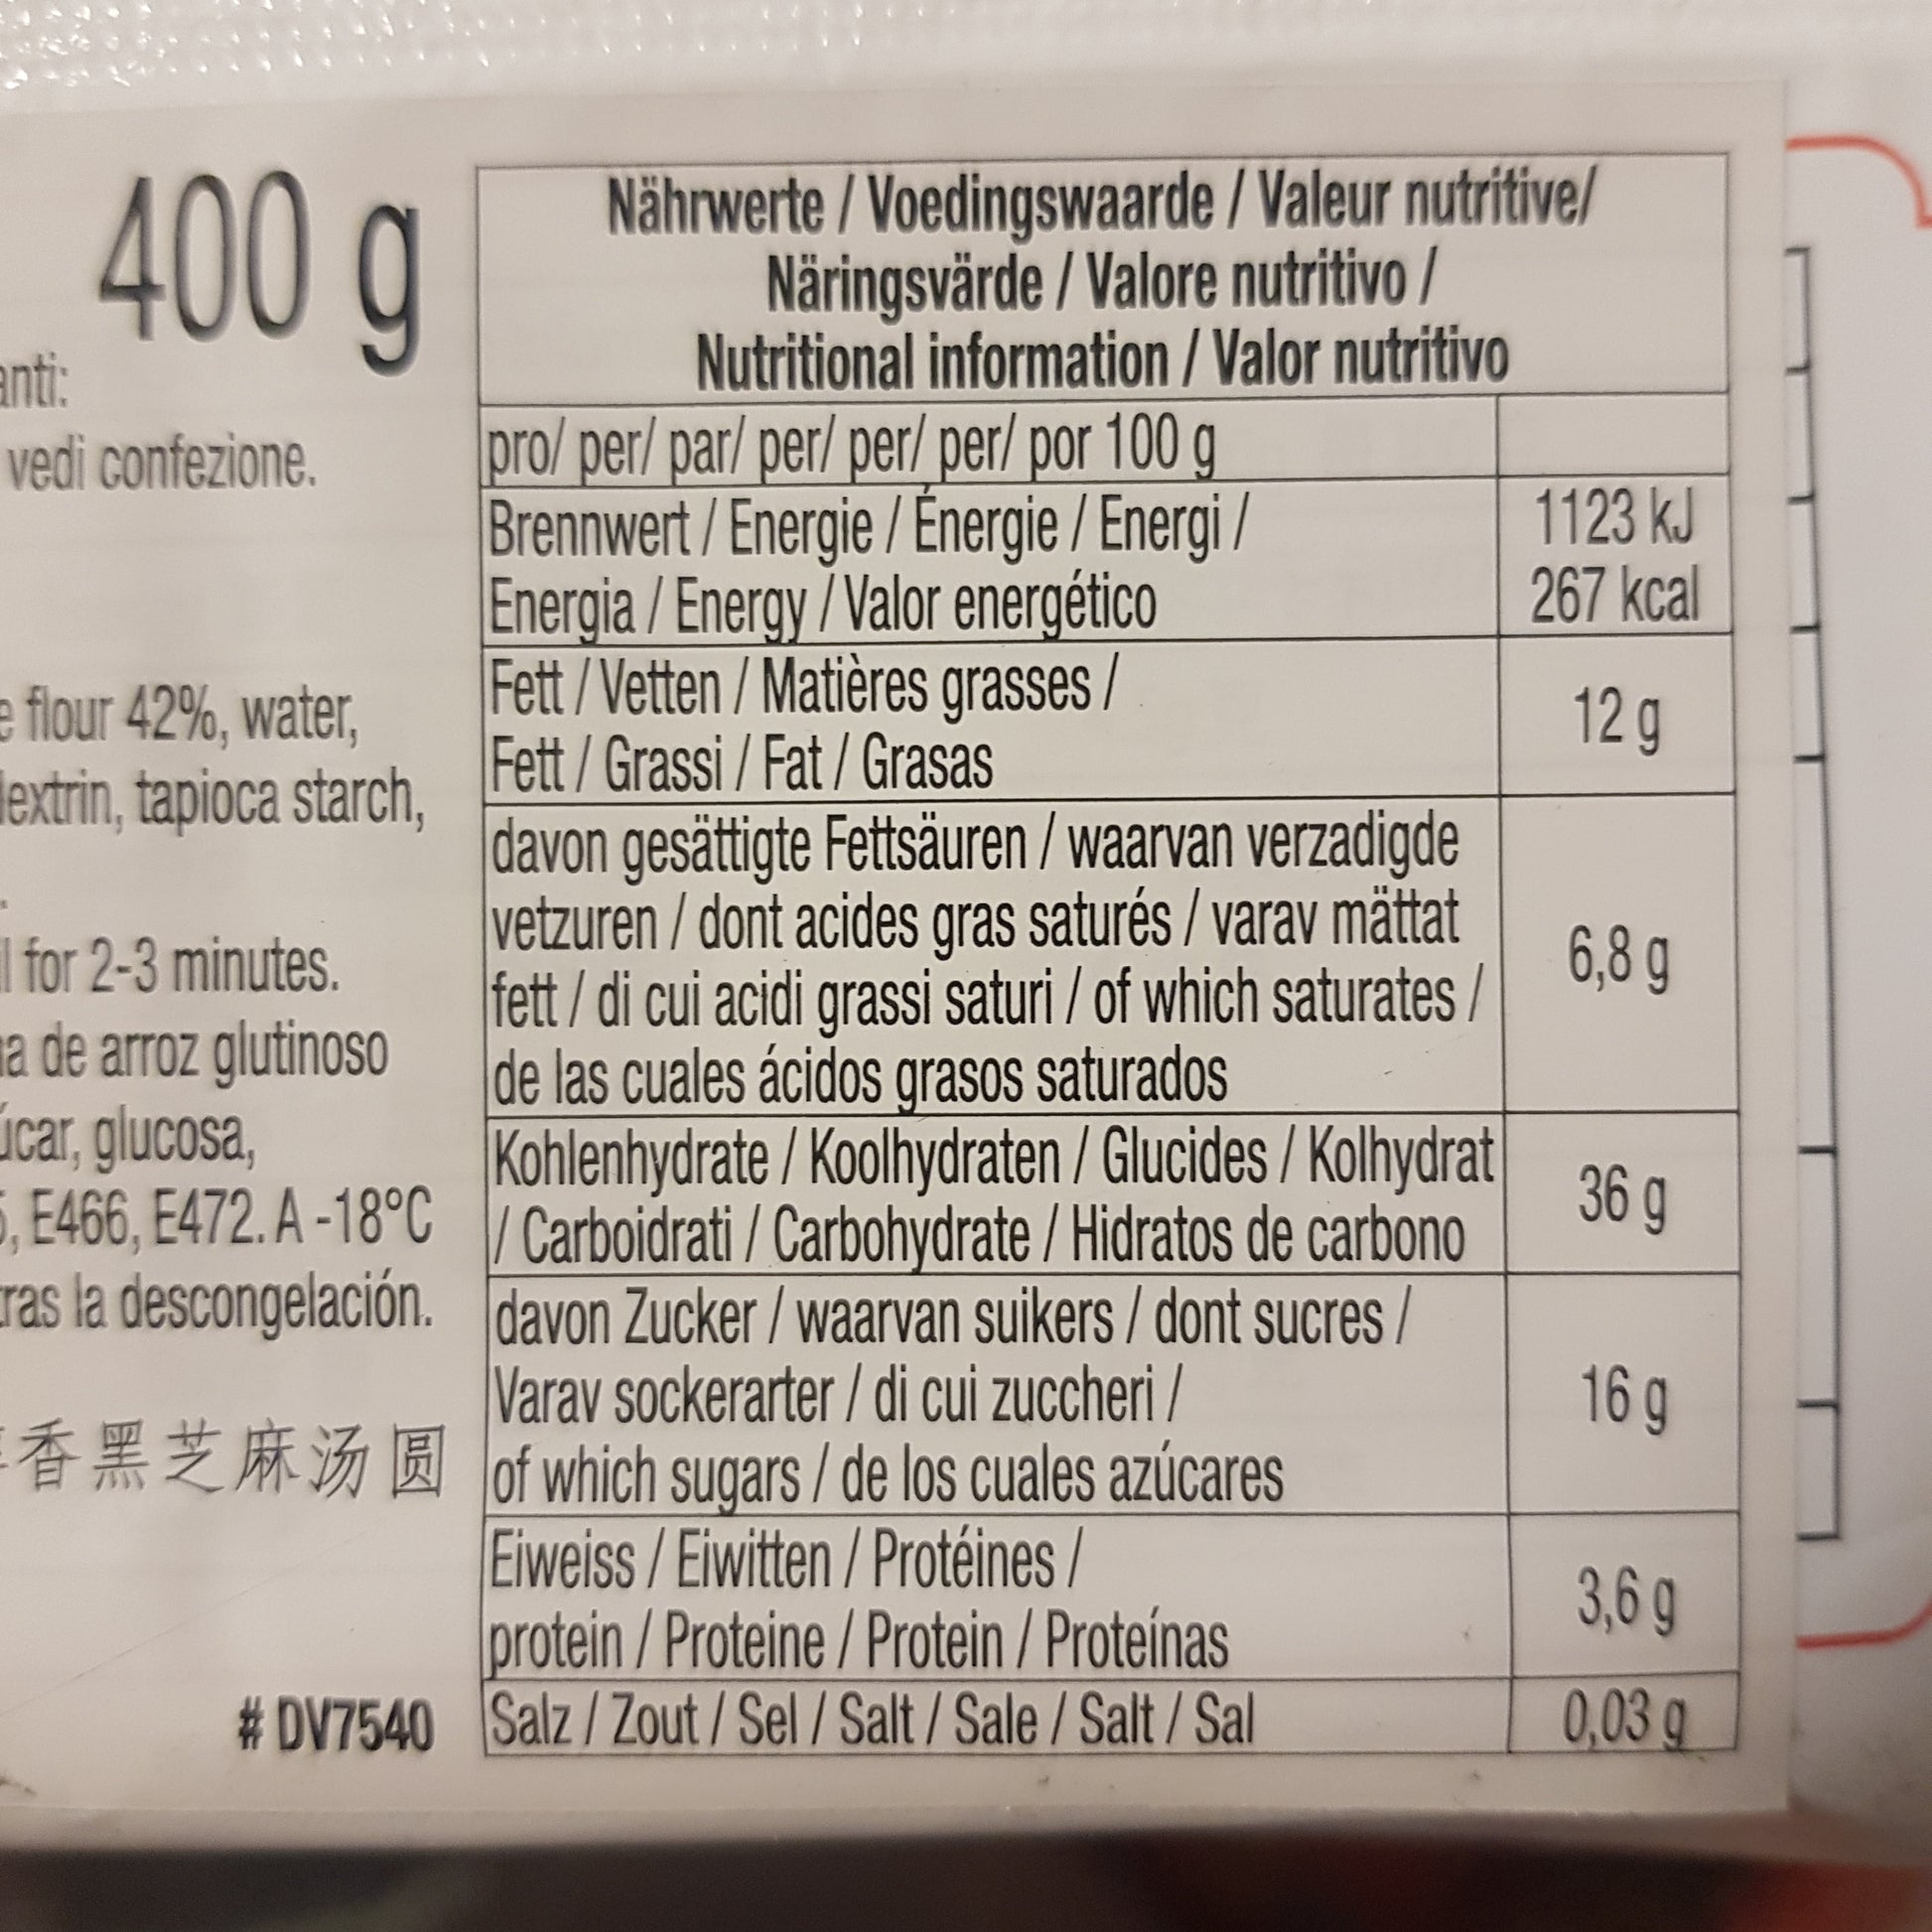 400 g
anti:
vedi confezione.
flour 42%, water,
tapioca starch,
for 2-3 minutes.
de arroz glutinoso
glucosa,
, E466, E472. A -18°C
la descongelación.
香黑芝麻汤圆
# DV7540
Nährwerte / Voedingswaarde / Valeur nutritive/
Näringsvärde / Valore nutritivo /
Nutritional information / Valor nutritivo
pro/ per/ par/ per/ per/ per/ por 100 g
Brennwert / Energie / Énergie / Energi /
Energia / Energy / Valor energético
1123 kJ
267 kcal
Fett / Vetten / Matières grasses /
Fett / Grassi / Fat / Grasas
12 g
davon gesättigte Fettsäuren / waarvan verzadigde
vetzuren / dont acides gras saturés / varav mättat
fett / di cui acidi grassi saturi / of which saturates /
de las cuales ácidos grasos saturados
6,8 g
Kohlenhydrate / Koolhydraten / Glucides / Kolhydrat
/ Carboidrati / Carbohydrate / Hidratos de carbono
36 g
davon Zucker / waarvan suikers / dont sucres /
Varav sockerarter / di cui zuccheri /
of which sugars / de los cuales azúcares
16 g
Eiweiss / Eiwitten / Protéines /
protein / Proteine / Protein / Proteínas
3,6 g
Salz / Zout / Sel / Salt / Sale / Salt / Sal
0,03 g